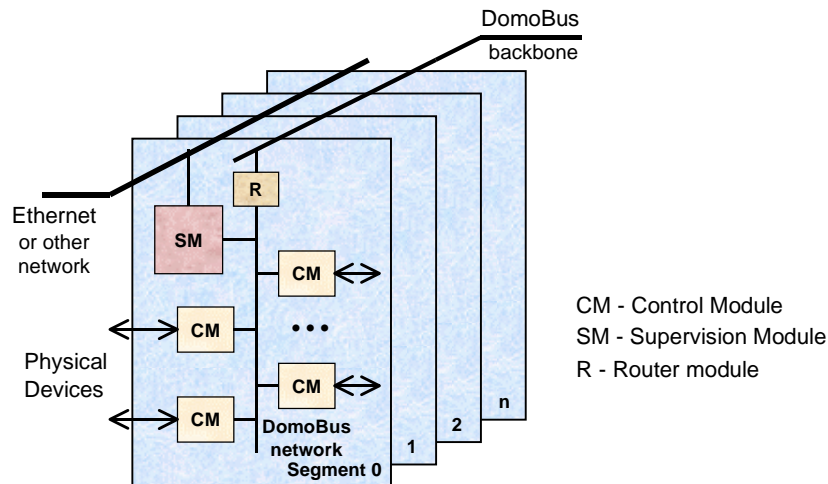 DomoBus
backbone
R
Ethernet
or other
network
SM
CM
CM
•••
Physical
Devices
CM
CM
DomoBus
network
Segment 0
1
2
n
CM - Control Module
SM - Supervision Module
R - Router module